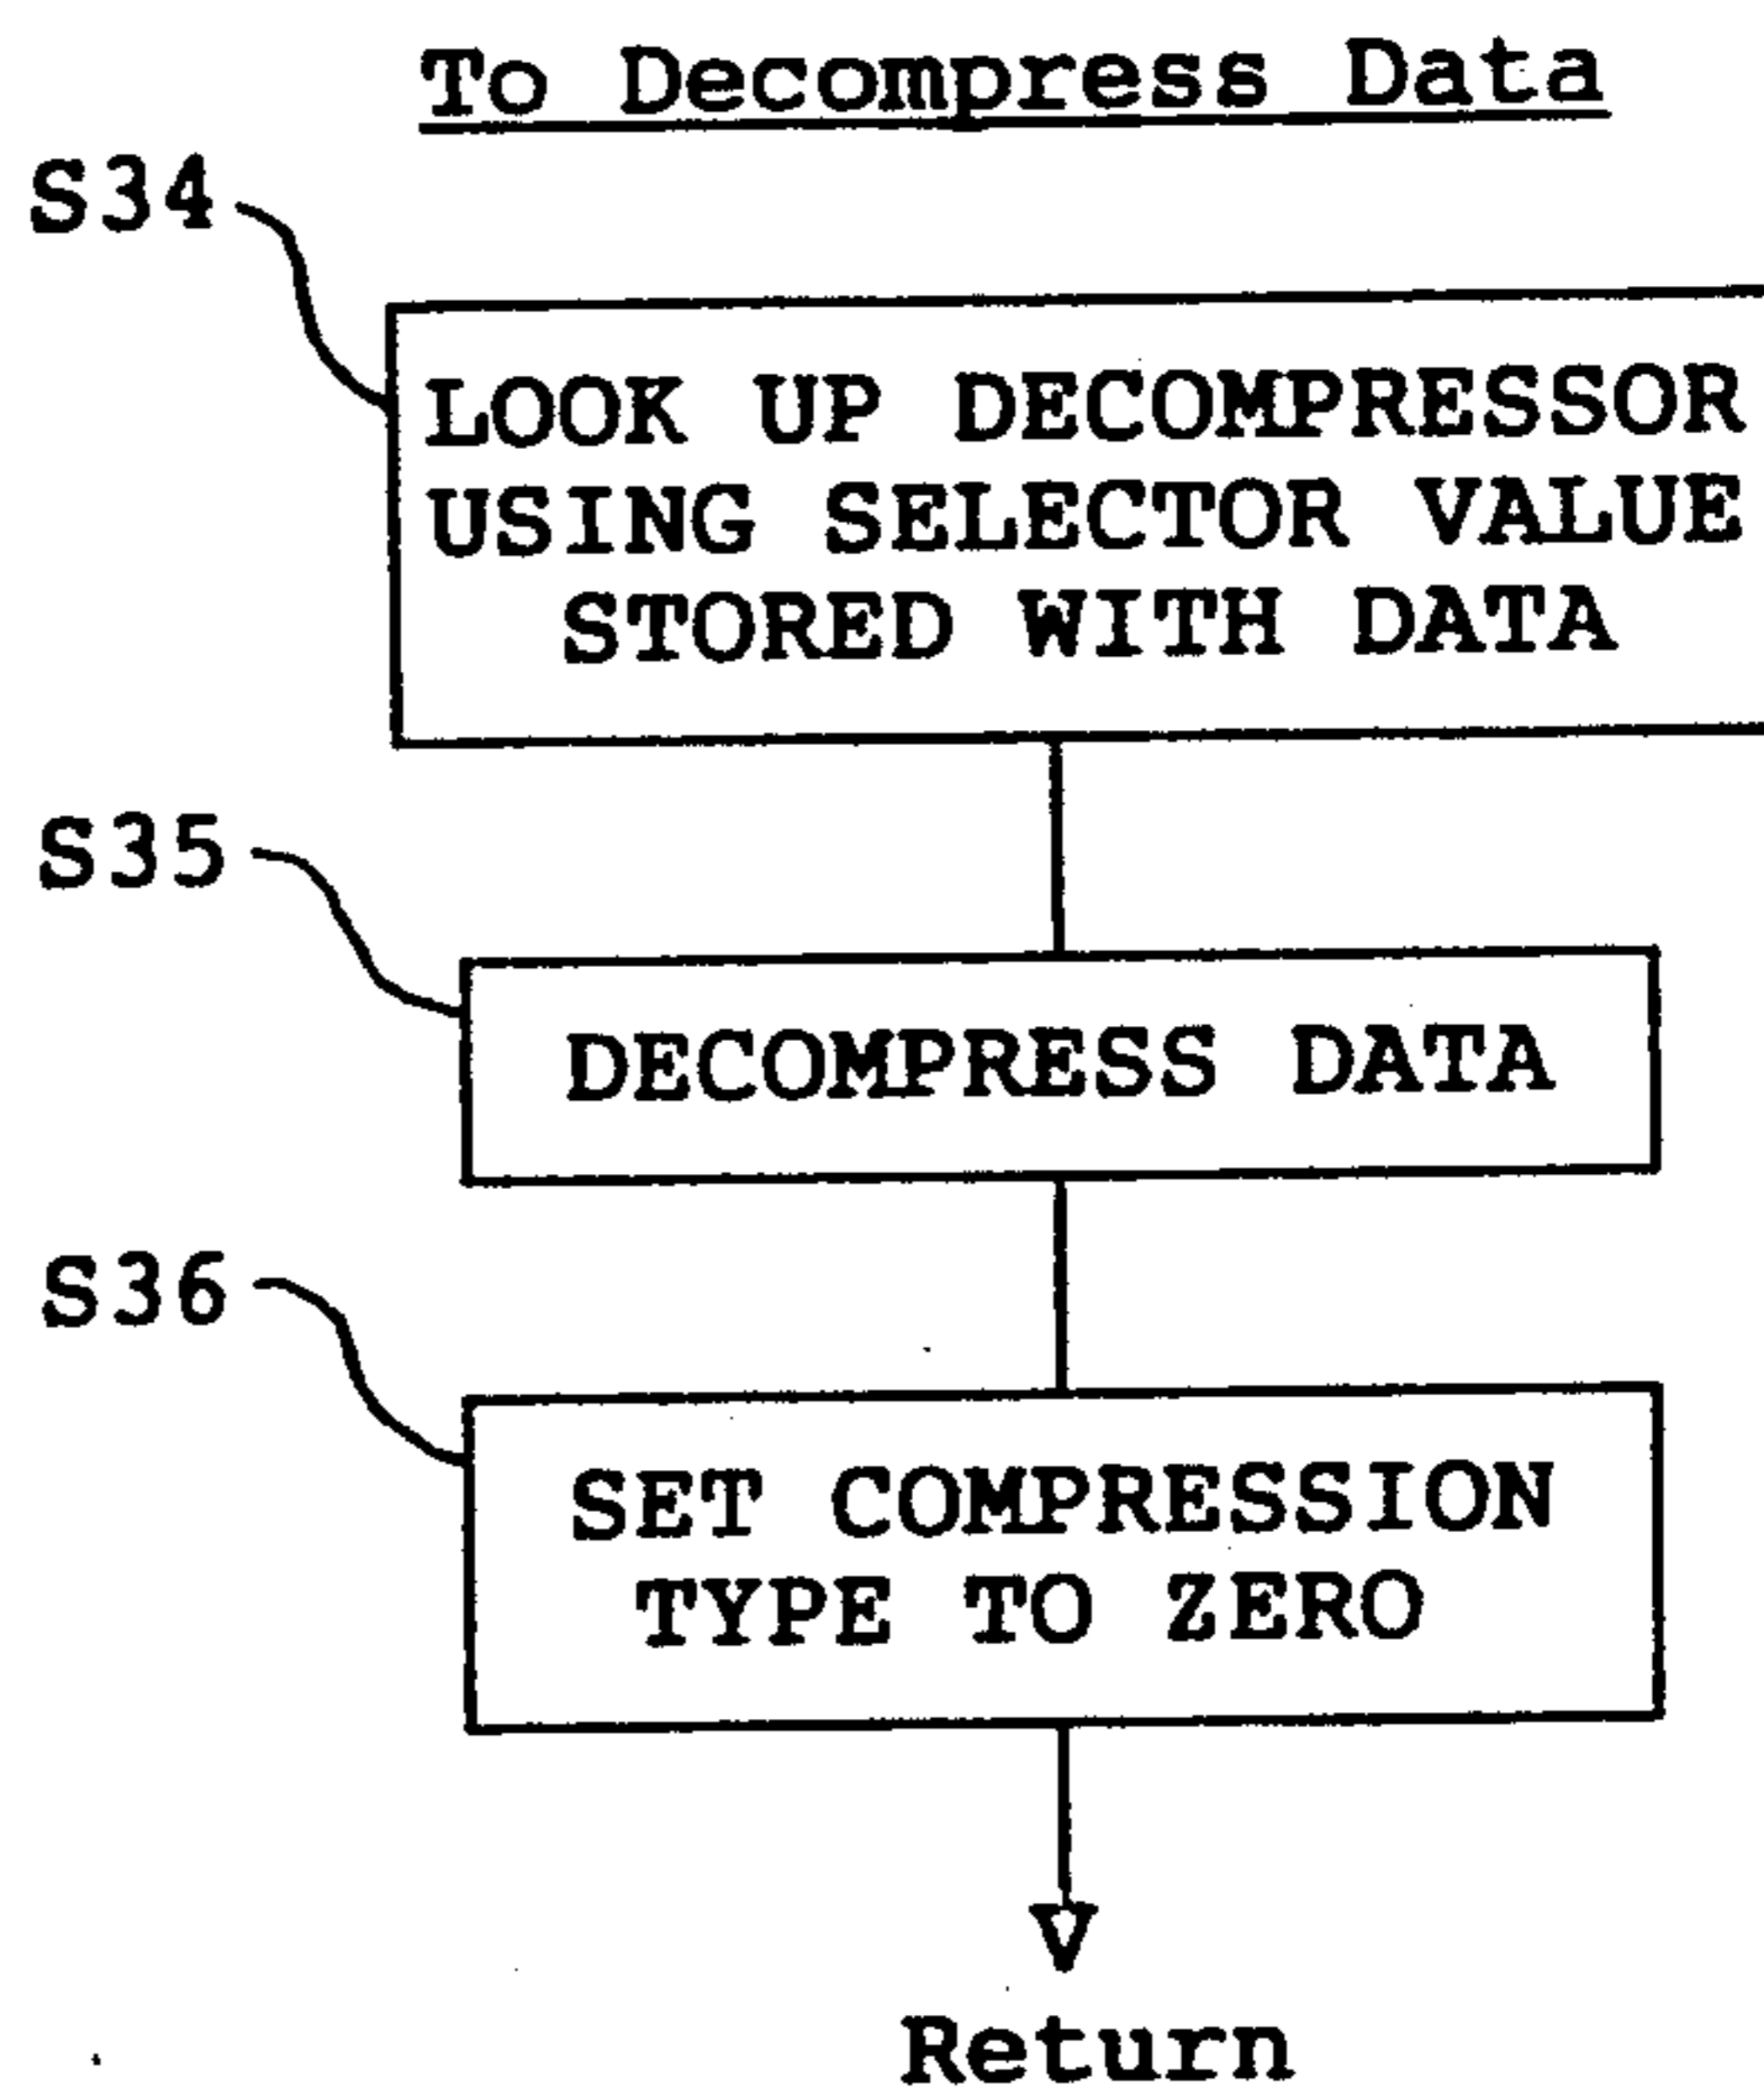 To Decompress Data
S34
LOOK UP DECOMPRESSOR
USING SELECTOR VALUE
STORED WITH DATA
S35
DECOMPRESS DATA
S36
SET COMPRESSION
TYPE TO ZERO
Return